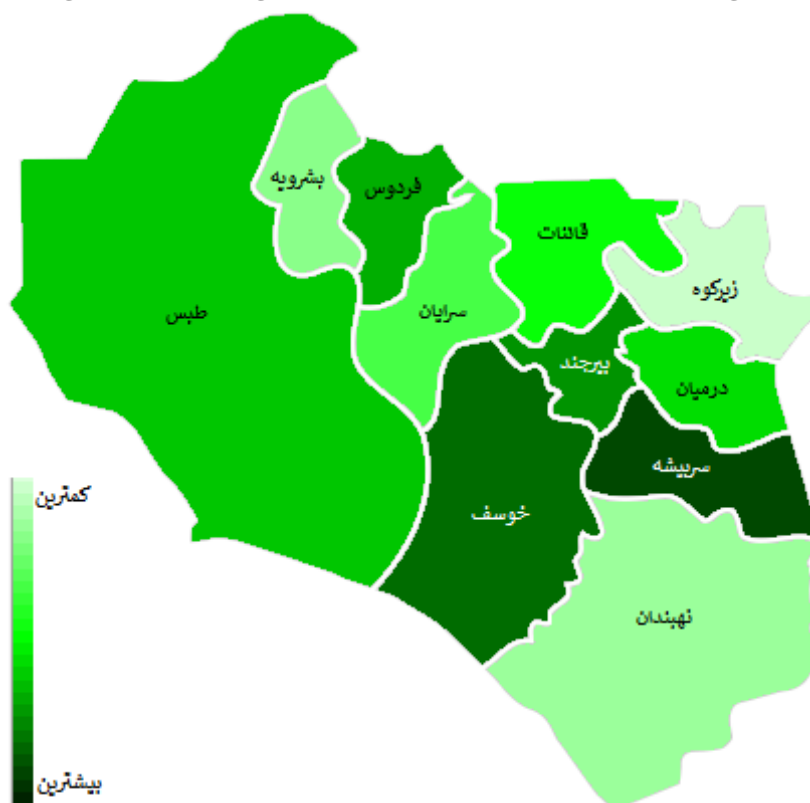 بشرویه
فردوس
قائنات
زیرکوه
طبس
سرایان
بیرجند
درمیان
سربیشه
خوسف
نهبندان
کمترین
بیشترین